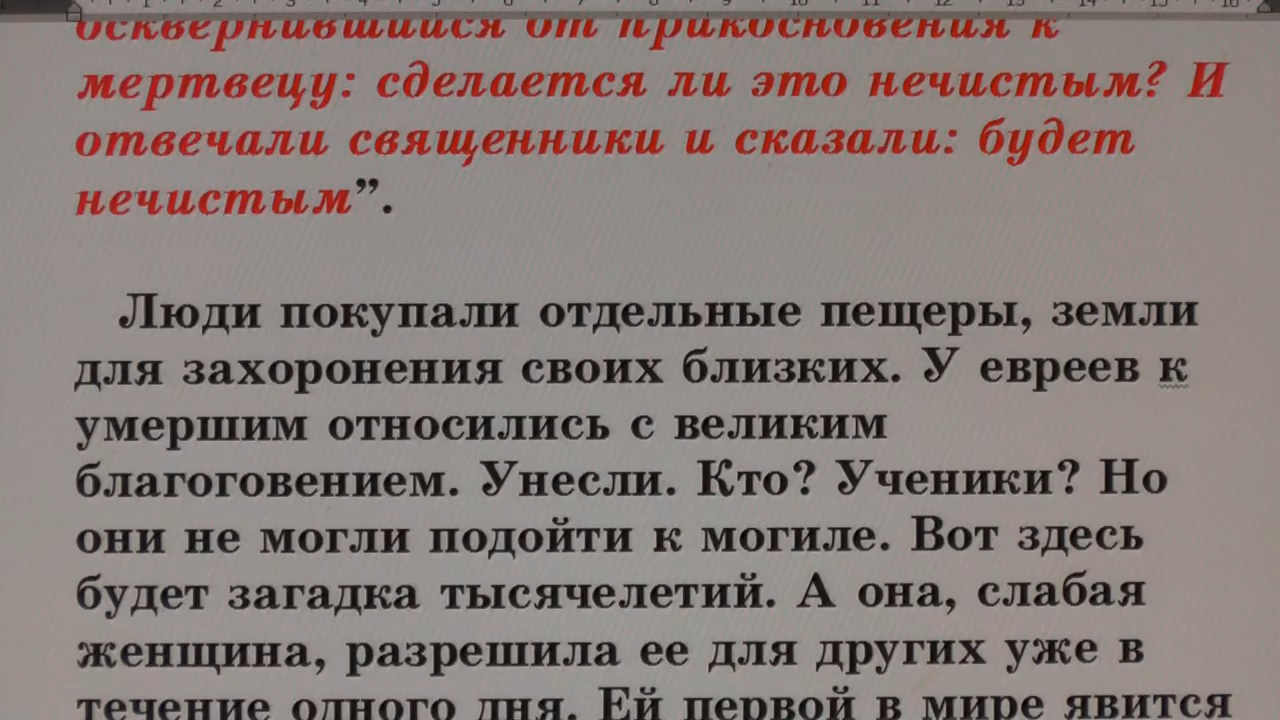 осквернившийся от прикосновения к
мертвецу: сделается ли это нечистым? И
отвечали священники и сказали: будет
нечистым”.
Люди покупали отдельные пещеры, земли
для захоронения своих близких. У евреев к
умершим относились с великим
благоговением. Унесли. Кто? Ученики? Но
они не могли подойти к могиле. Вот здесь
будет загадка тысячелетий. А она, слабая
женщина, разрешила ее для других уже в
течение одного дня. Ей первой в мире явится